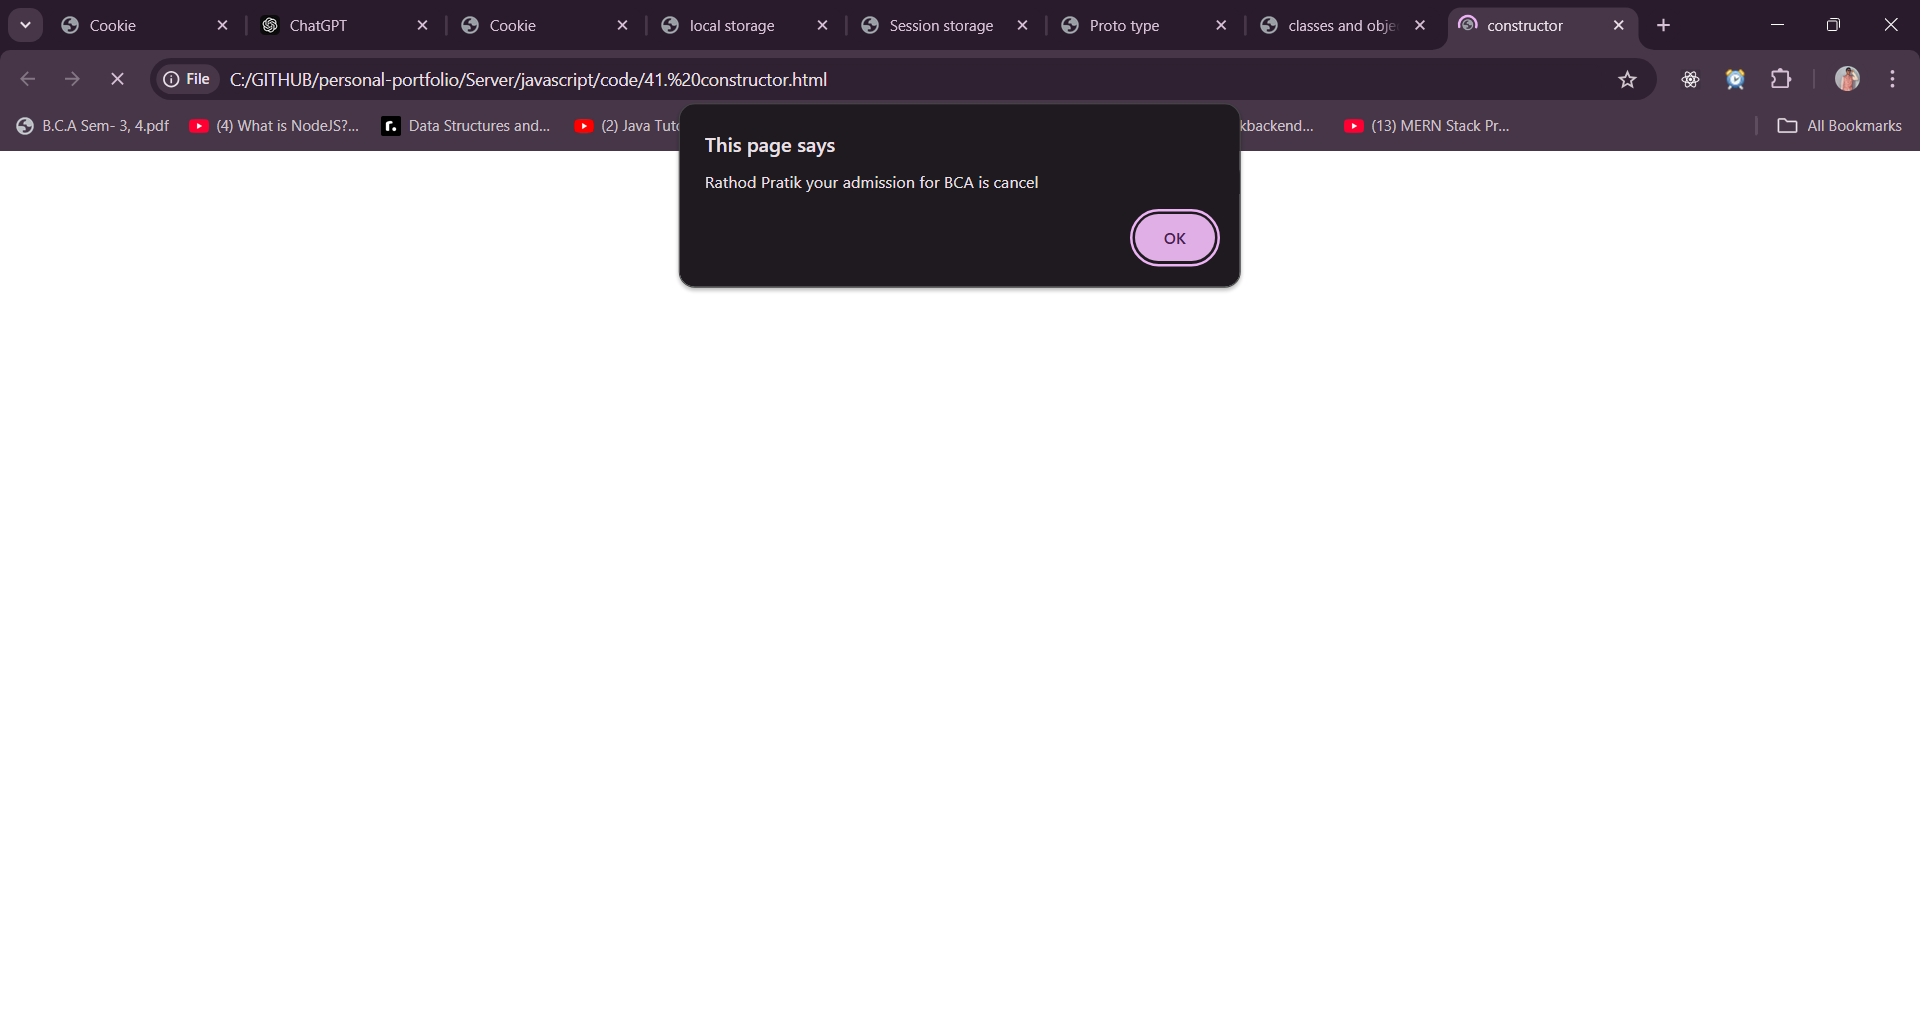 Cookie
ChatGPT
Cookie
local storage
Session storage
Proto type
classes and obje
constructor
File C:/GITHUB/personal-portfolio/Server/javascript/code/41.%20constructor.html
B.C.A Sem- 3, 4.pdf
(4) What is NodeJS?...
r.
Data Structures and...
(2) Java Tut
kbackend...
(13) MERN Stack Pr...
All Bookmarks
This page says
Rathod Pratik your admission for BCA is cancel
OK